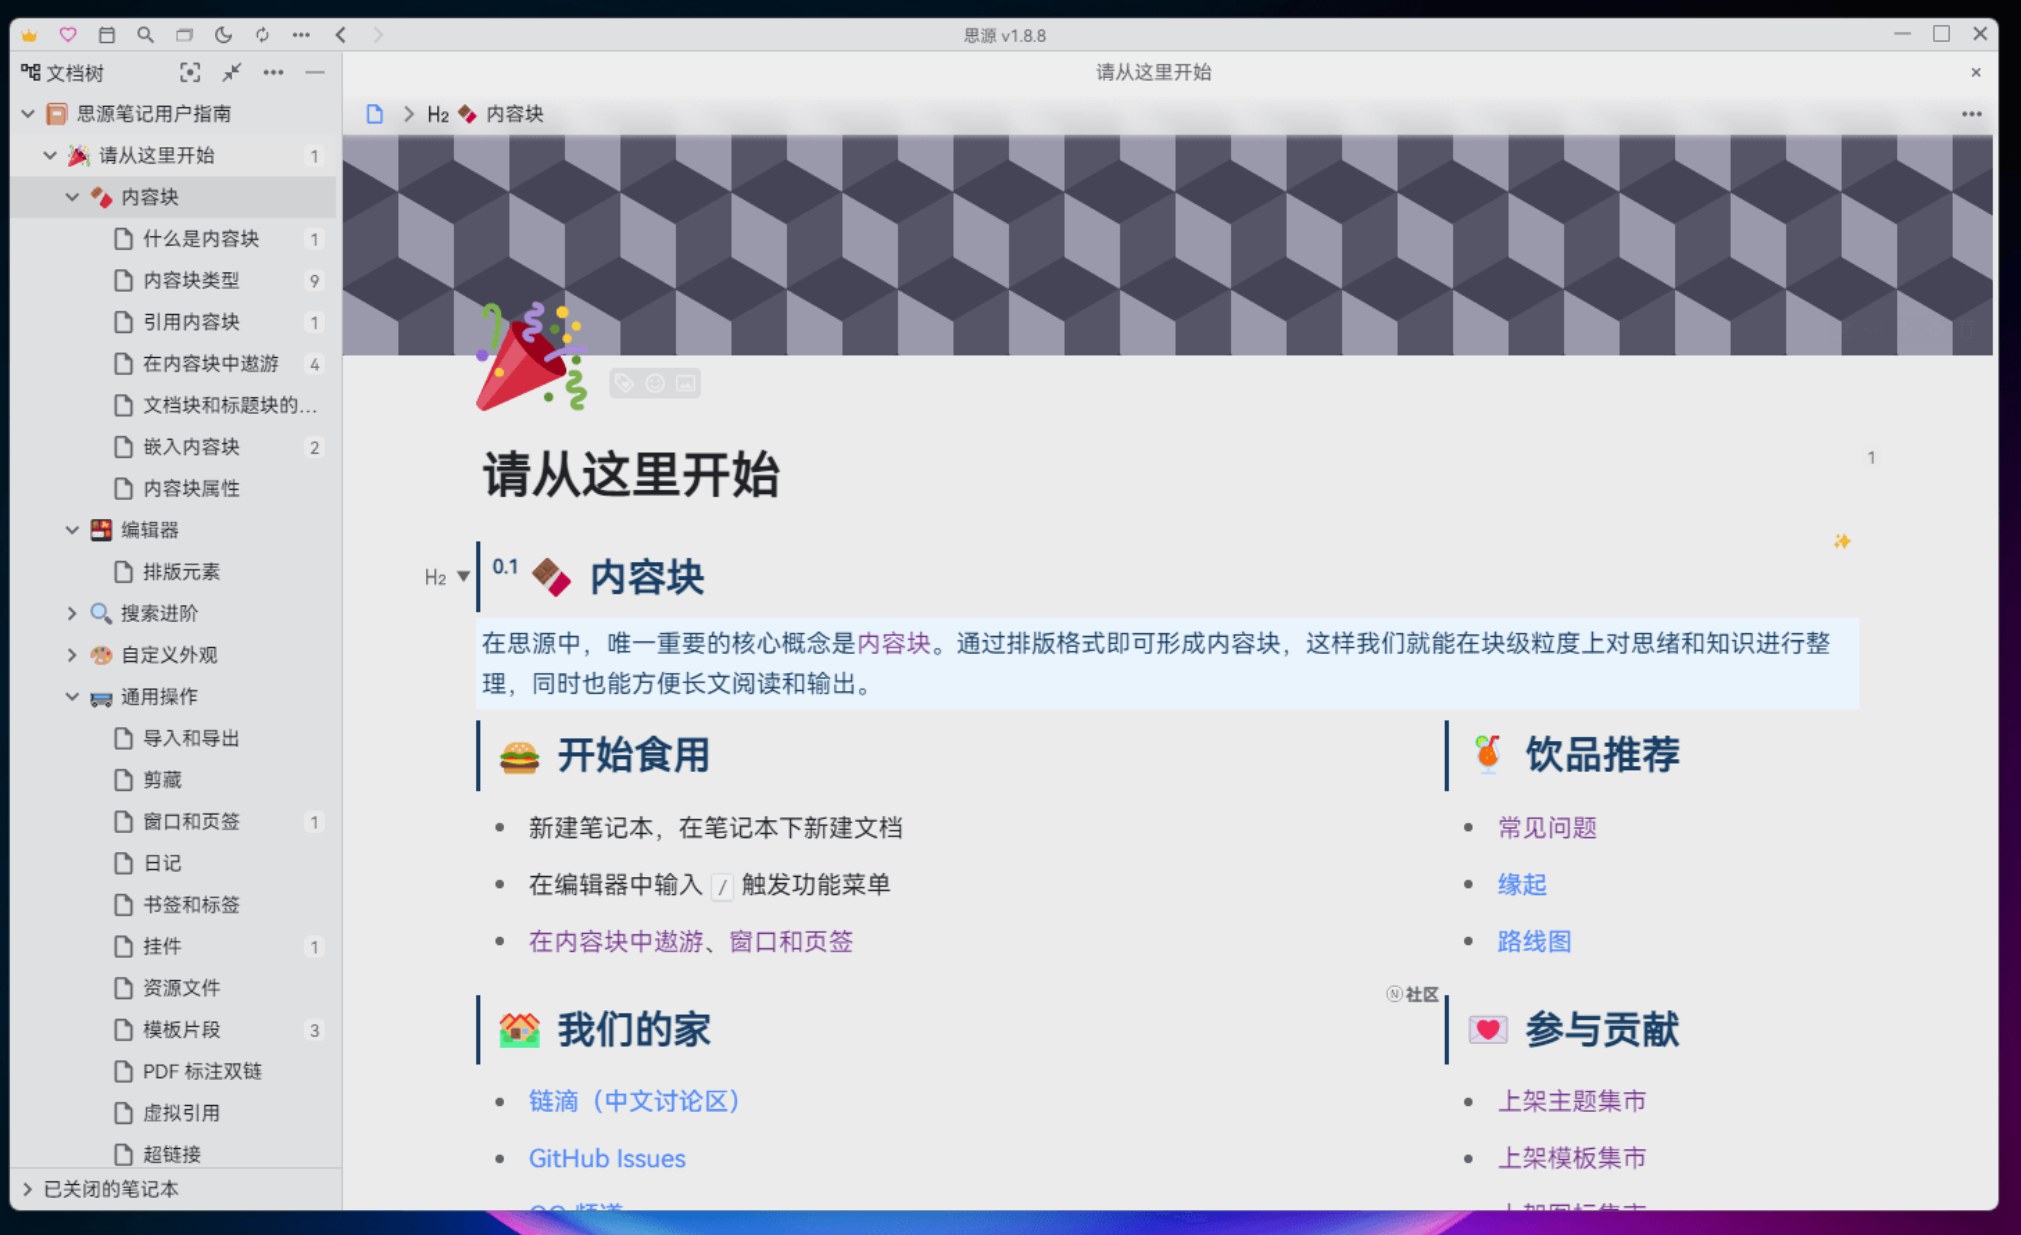 思源 v1.8.8
文档树
思源笔记用户指南
请从这里开始 1
内容块
什么是内容块 1
内容块类型 9
引用内容块 1
在内容块中遨游 4
文档块和标题块的...
嵌入内容块 2
内容块属性
编辑器
排版元素
搜索进阶
自定义外观
通用操作
导入和导出
剪藏
窗口和页签 1
日记
书签和标签
挂件 1
资源文件
模板片段 3
PDF 标注双链
虚拟引用
超链接
已关闭的笔记本
请从这里开始
H2 内容块
请从这里开始
1
H2 0.1 内容块
在思源中，唯一重要的核心概念是内容块。通过排版格式即可形成内容块，这样我们就能在块级粒度上对思绪和知识进行整
理，同时也能方便长文阅读和输出。
开始食用
新建笔记本，在笔记本下新建文档
在编辑器中输入 / 触发功能菜单
在内容块中遨游、窗口和页签
饮品推荐
常见问题
缘起
路线图
我们的家
链滴（中文讨论区）
GitHub Issues
QQ 频道
Ⓝ社区
参与贡献
上架主题集市
上架模板集市
上架图标集市